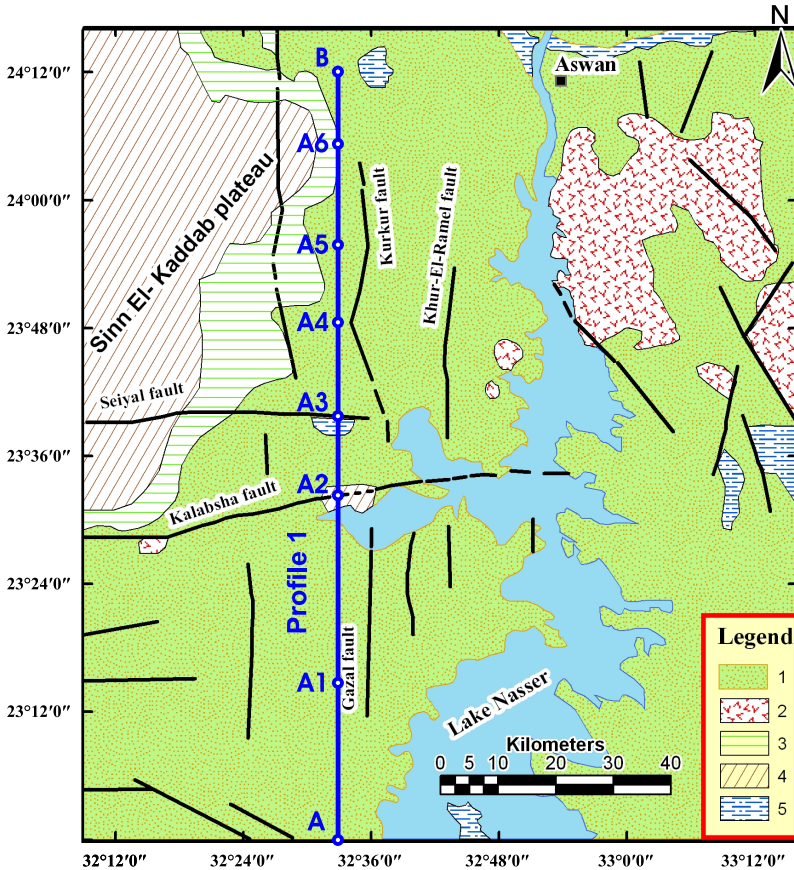 N
24°12'0"
24°00'0"
23°48'0"
23°36'0"
23°24'0"
23°12'0"
B
Aswan
A6
Sinn El- Kaddab plateau
Kurkur fault
Khur-El-Ramel fault
A5
A4
Seiyal fault
A3
A2
Kalabsha fault
Profile 1
Gazal fault
A1
Lake Nasser
Kilometers
0 5 10 20 30 40
A
Legend
1
2
3
4
5
32°12'0" 32°24'0" 32°36'0" 32°48'0" 33°0'0" 33°12'0"